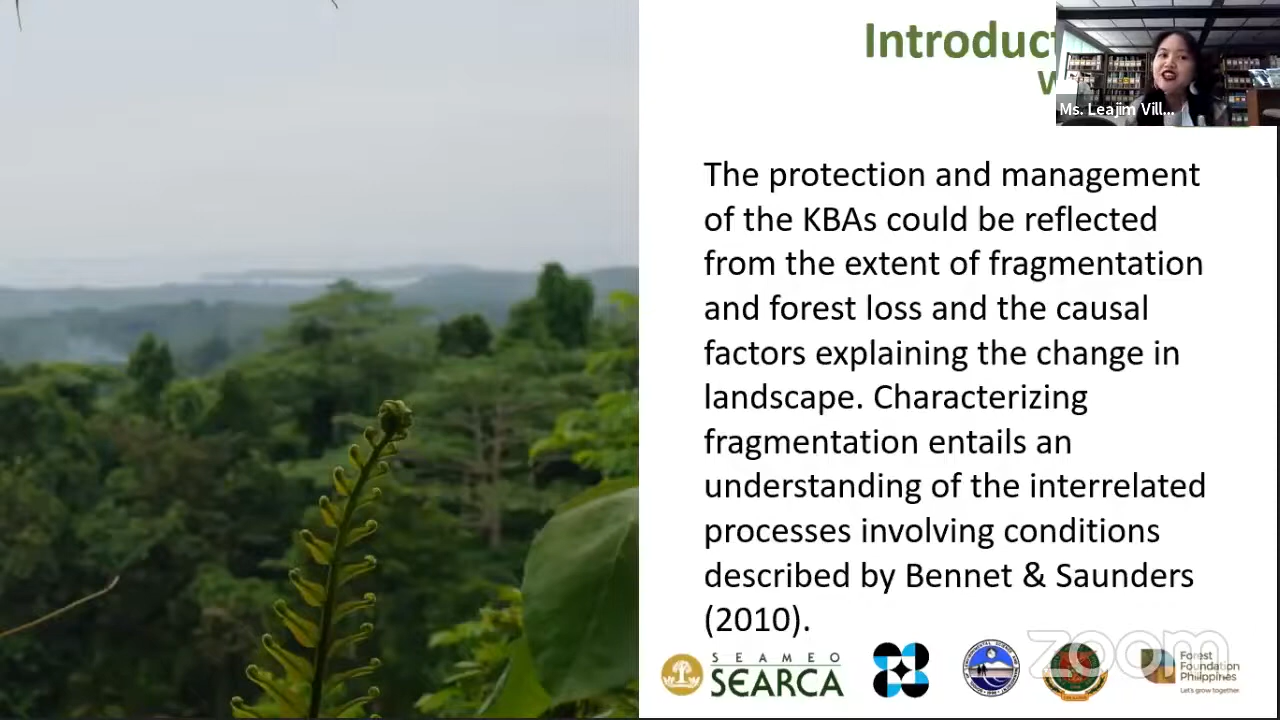 Introduct
W
Ms. Leajim Vill...
The protection and management
of the KBAs could be reflected
from the extent of fragmentation
and forest loss and the causal
factors explaining the change in
landscape. Characterizing
fragmentation entails an
understanding of the interrelated
processes involving conditions
described by Bennet & Saunders
(2010).
SEAMEO
SEARCA
zoom
Forest
Foundation
Philippines
Let's grow together.